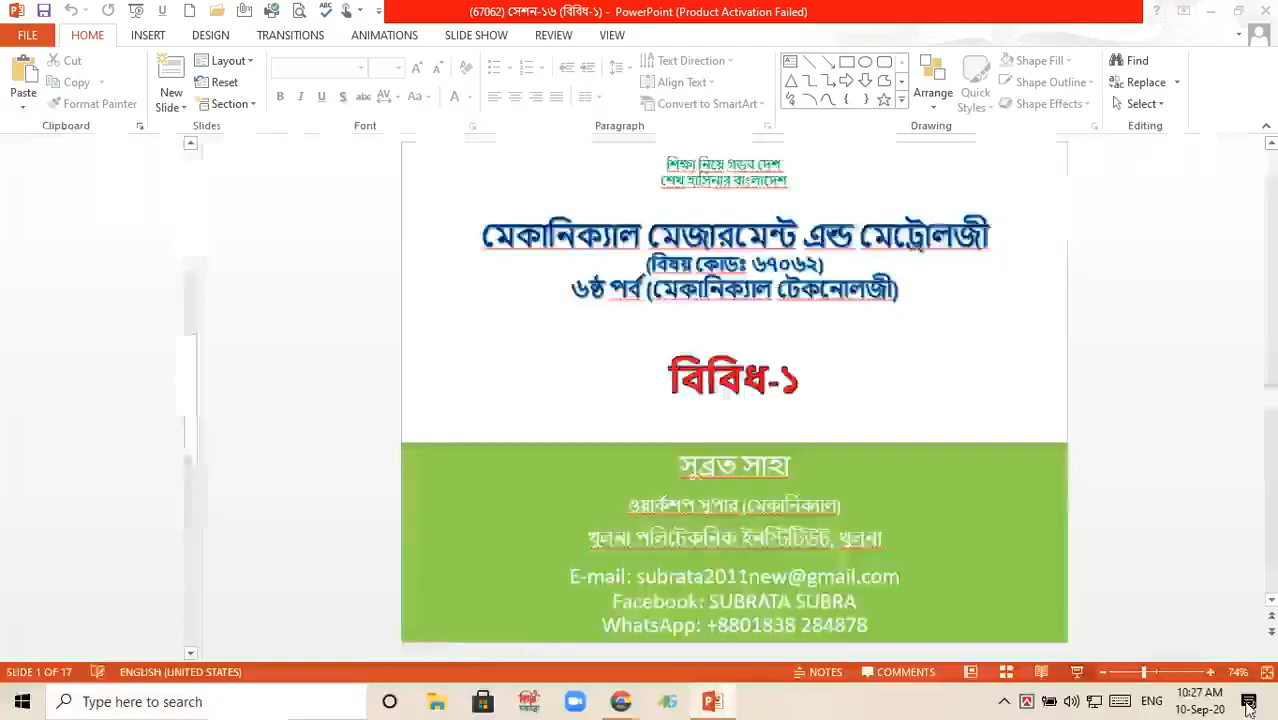 (67062) সেশন-১৬ (বিবিধ-১) - PowerPoint (Product Activation Failed)
FILE HOME INSERT DESIGN TRANSITIONS ANIMATIONS SLIDE SHOW REVIEW VIEW
Cut Layout Text Direction Shape Fill Find
Paste Copy New Slide Reset Align Text Arrange Quick Styles Shape Outline Replace
Format Painter Section Convert to SmartArt Shape Effects Select
Clipboard Slides Font Paragraph Drawing Editing
শিক্ষা নিয়ে গড়ব দেশ
শেখ হাসিনার বাংলাদেশ
মেকানিক্যাল মেজারমেন্ট এন্ড মেট্রোলজী
(বিষয় কোডঃ ৬৭০৬২)
৬ষ্ঠ পর্ব (মেকানিক্যাল টেকনোলজী)
বিবিধ-১
সুব্রত সাহা
ওয়ার্কশপ সুপার (মেকানিক্যাল)
খুলনা পলিটেকনিক ইনস্টিটিউট, খুলনা
E-mail: subrata2011new@gmail.com
Facebook: SUBRATA SUBRA
WhatsApp: +8801838 284878
SLIDE 1 OF 17 ENGLISH (UNITED STATES) NOTES COMMENTS 74%
Type here to search ENG 10:27 AM
10-Sep-20